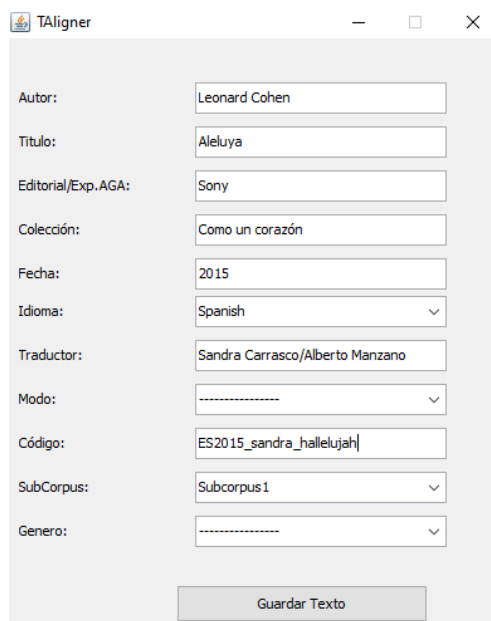 TAligner
Autor: Leonard Cohen
Titulo: Aleluya
Editorial/Exp.AGA: Sony
Colección: Como un corazón
Fecha: 2015
Idioma: Spanish
Traductor: Sandra Carrasco/Alberto Manzano
Modo: ----------------
Código: ES2015_sandra_hallelujah
SubCorpus: Subcorpus1
Genero: ----------------
Guardar Texto